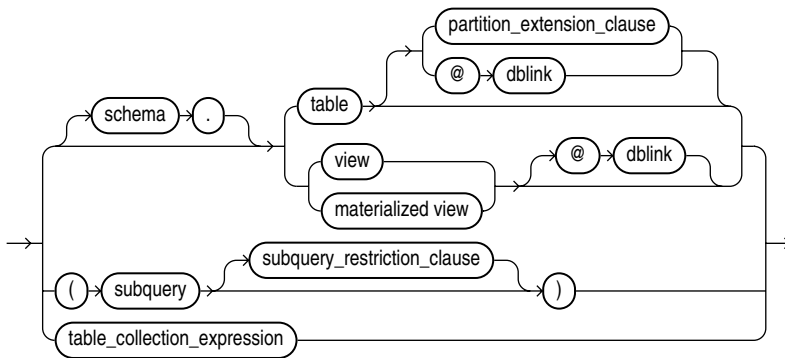 partition_extension_clause
@ dblink
schema . table
view @ dblink
materialized view
subquery_restriction_clause
( subquery )
table_collection_expression